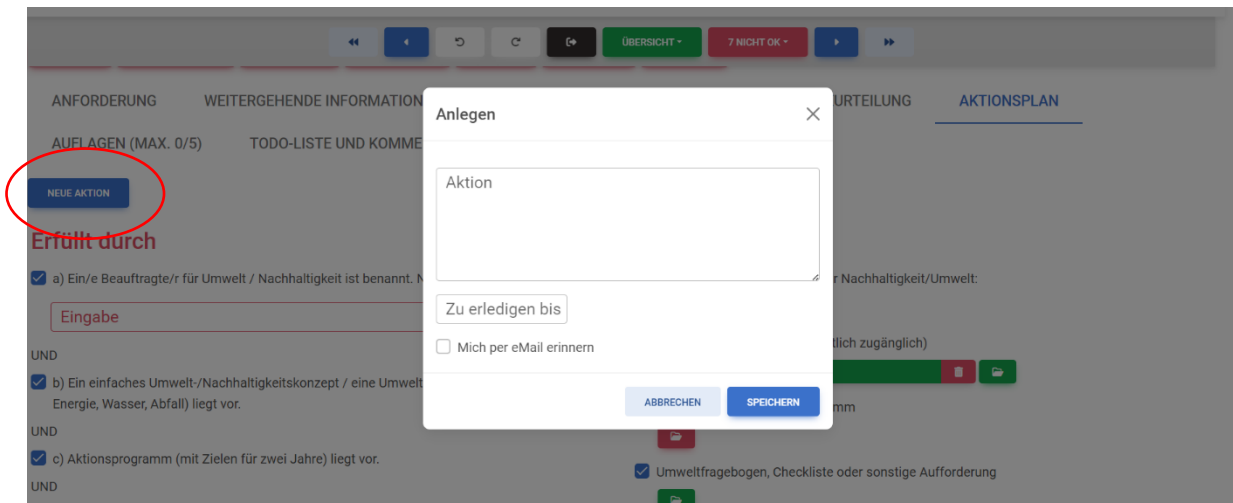 ÜBERSICHT
7 NICHT OK
ANFORDERUNG
WEITERGEHENDE INFORMATION
URTEILUNG
AKTIONSPLAN
AUFLAGEN (MAX. 0/5)
TODO-LISTE UND KOMME
NEUE AKTION
Anlegen
Aktion
Zu erledigen bis
Mich per eMail erinnern
ABBRECHEN
SPEICHERN
Erfüllt durch
a) Ein/e Beauftragte/r für Umwelt / Nachhaltigkeit ist benannt. N
r Nachhaltigkeit/Umwelt:
Eingabe
UND
tlich zugänglich)
b) Ein einfaches Umwelt-/Nachhaltigkeitskonzept / eine Umwelt
Energie, Wasser, Abfall) liegt vor.
mm
UND
c) Aktionsprogramm (mit Zielen für zwei Jahre) liegt vor.
Umweltfragebogen, Checkliste oder sonstige Aufforderung
UND